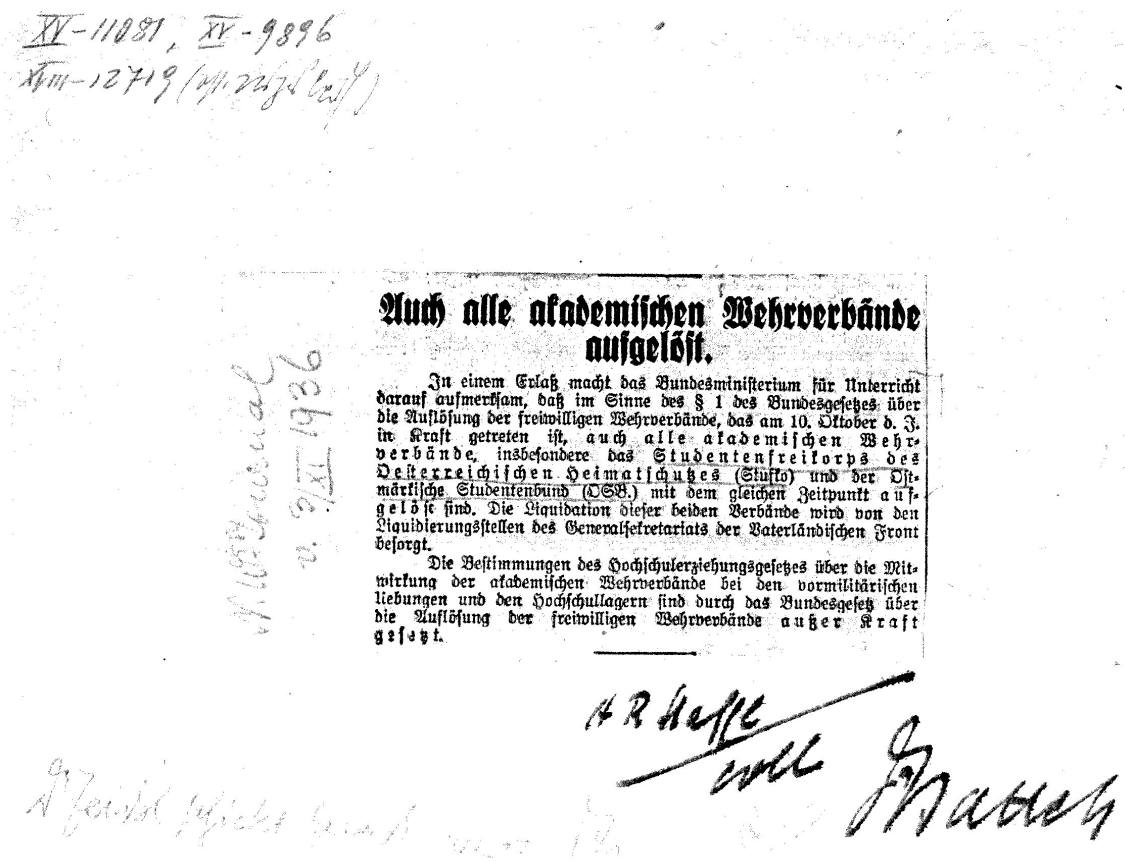 XV-11081, XV-9896
XVIII-12719
Auch alle akademischen Wehrverbände
aufgelöst.
In einem Erlaß macht das Bundesministerium für Unterricht
darauf aufmerksam, daß im Sinne des § 1 des Bundesgesetzes über
die Auflösung der freiwilligen Wehrverbände, das am 10. Oktober d. J.
in Kraft getreten ist, auch alle akademischen Wehr-
verbände, insbesondere das Studentenfreikorps des
Oesterreichischen Heimatschutzes (Stufko) und der Ost-
märkische Studentenbund (OSB.) mit dem gleichen Zeitpunkt auf-
gelöst sind. Die Liquidation dieser beiden Verbände wird von den
Liquidierungsstellen des Generalsekretariats der Vaterländischen Front
besorgt.
Die Bestimmungen des Hochschulerziehungsgesetzes über die Mit-
wirkung der akademischen Wehrverbände bei den vormilitärischen
Uebungen und den Hochschullagern sind durch das Bundesgesetz über
die Auflösung der freiwilligen Wehrverbände außer Kraft
gesetzt.
Journal
v. 3/XI 1936